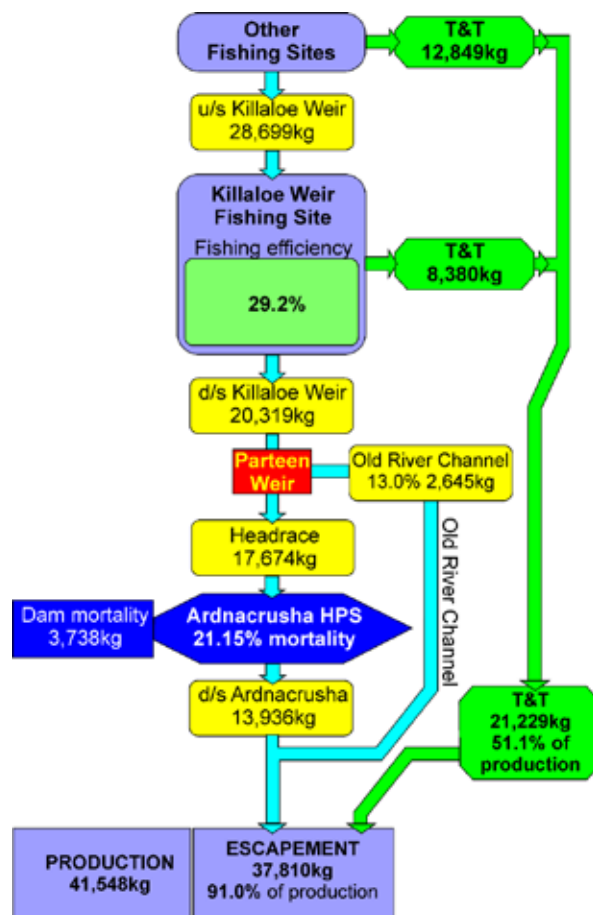 Other
Fishing Sites
T&T
12,849kg
u/s Killaloe Weir
28,699kg
Killaloe Weir
Fishing Site
Fishing efficiency
29.2%
T&T
8,380kg
d/s Killaloe Weir
20,319kg
Parteen
Weir
Old River Channel
13.0% 2,645kg
Headrace
17,674kg
Old River Channel
Dam mortality
3,738kg
Ardnacrusha HPS
21.15% mortality
d/s Ardnacrusha
13,936kg
T&T
21,229kg
51.1% of
production
PRODUCTION
41,548kg
ESCAPEMENT
37,810kg
91.0% of production